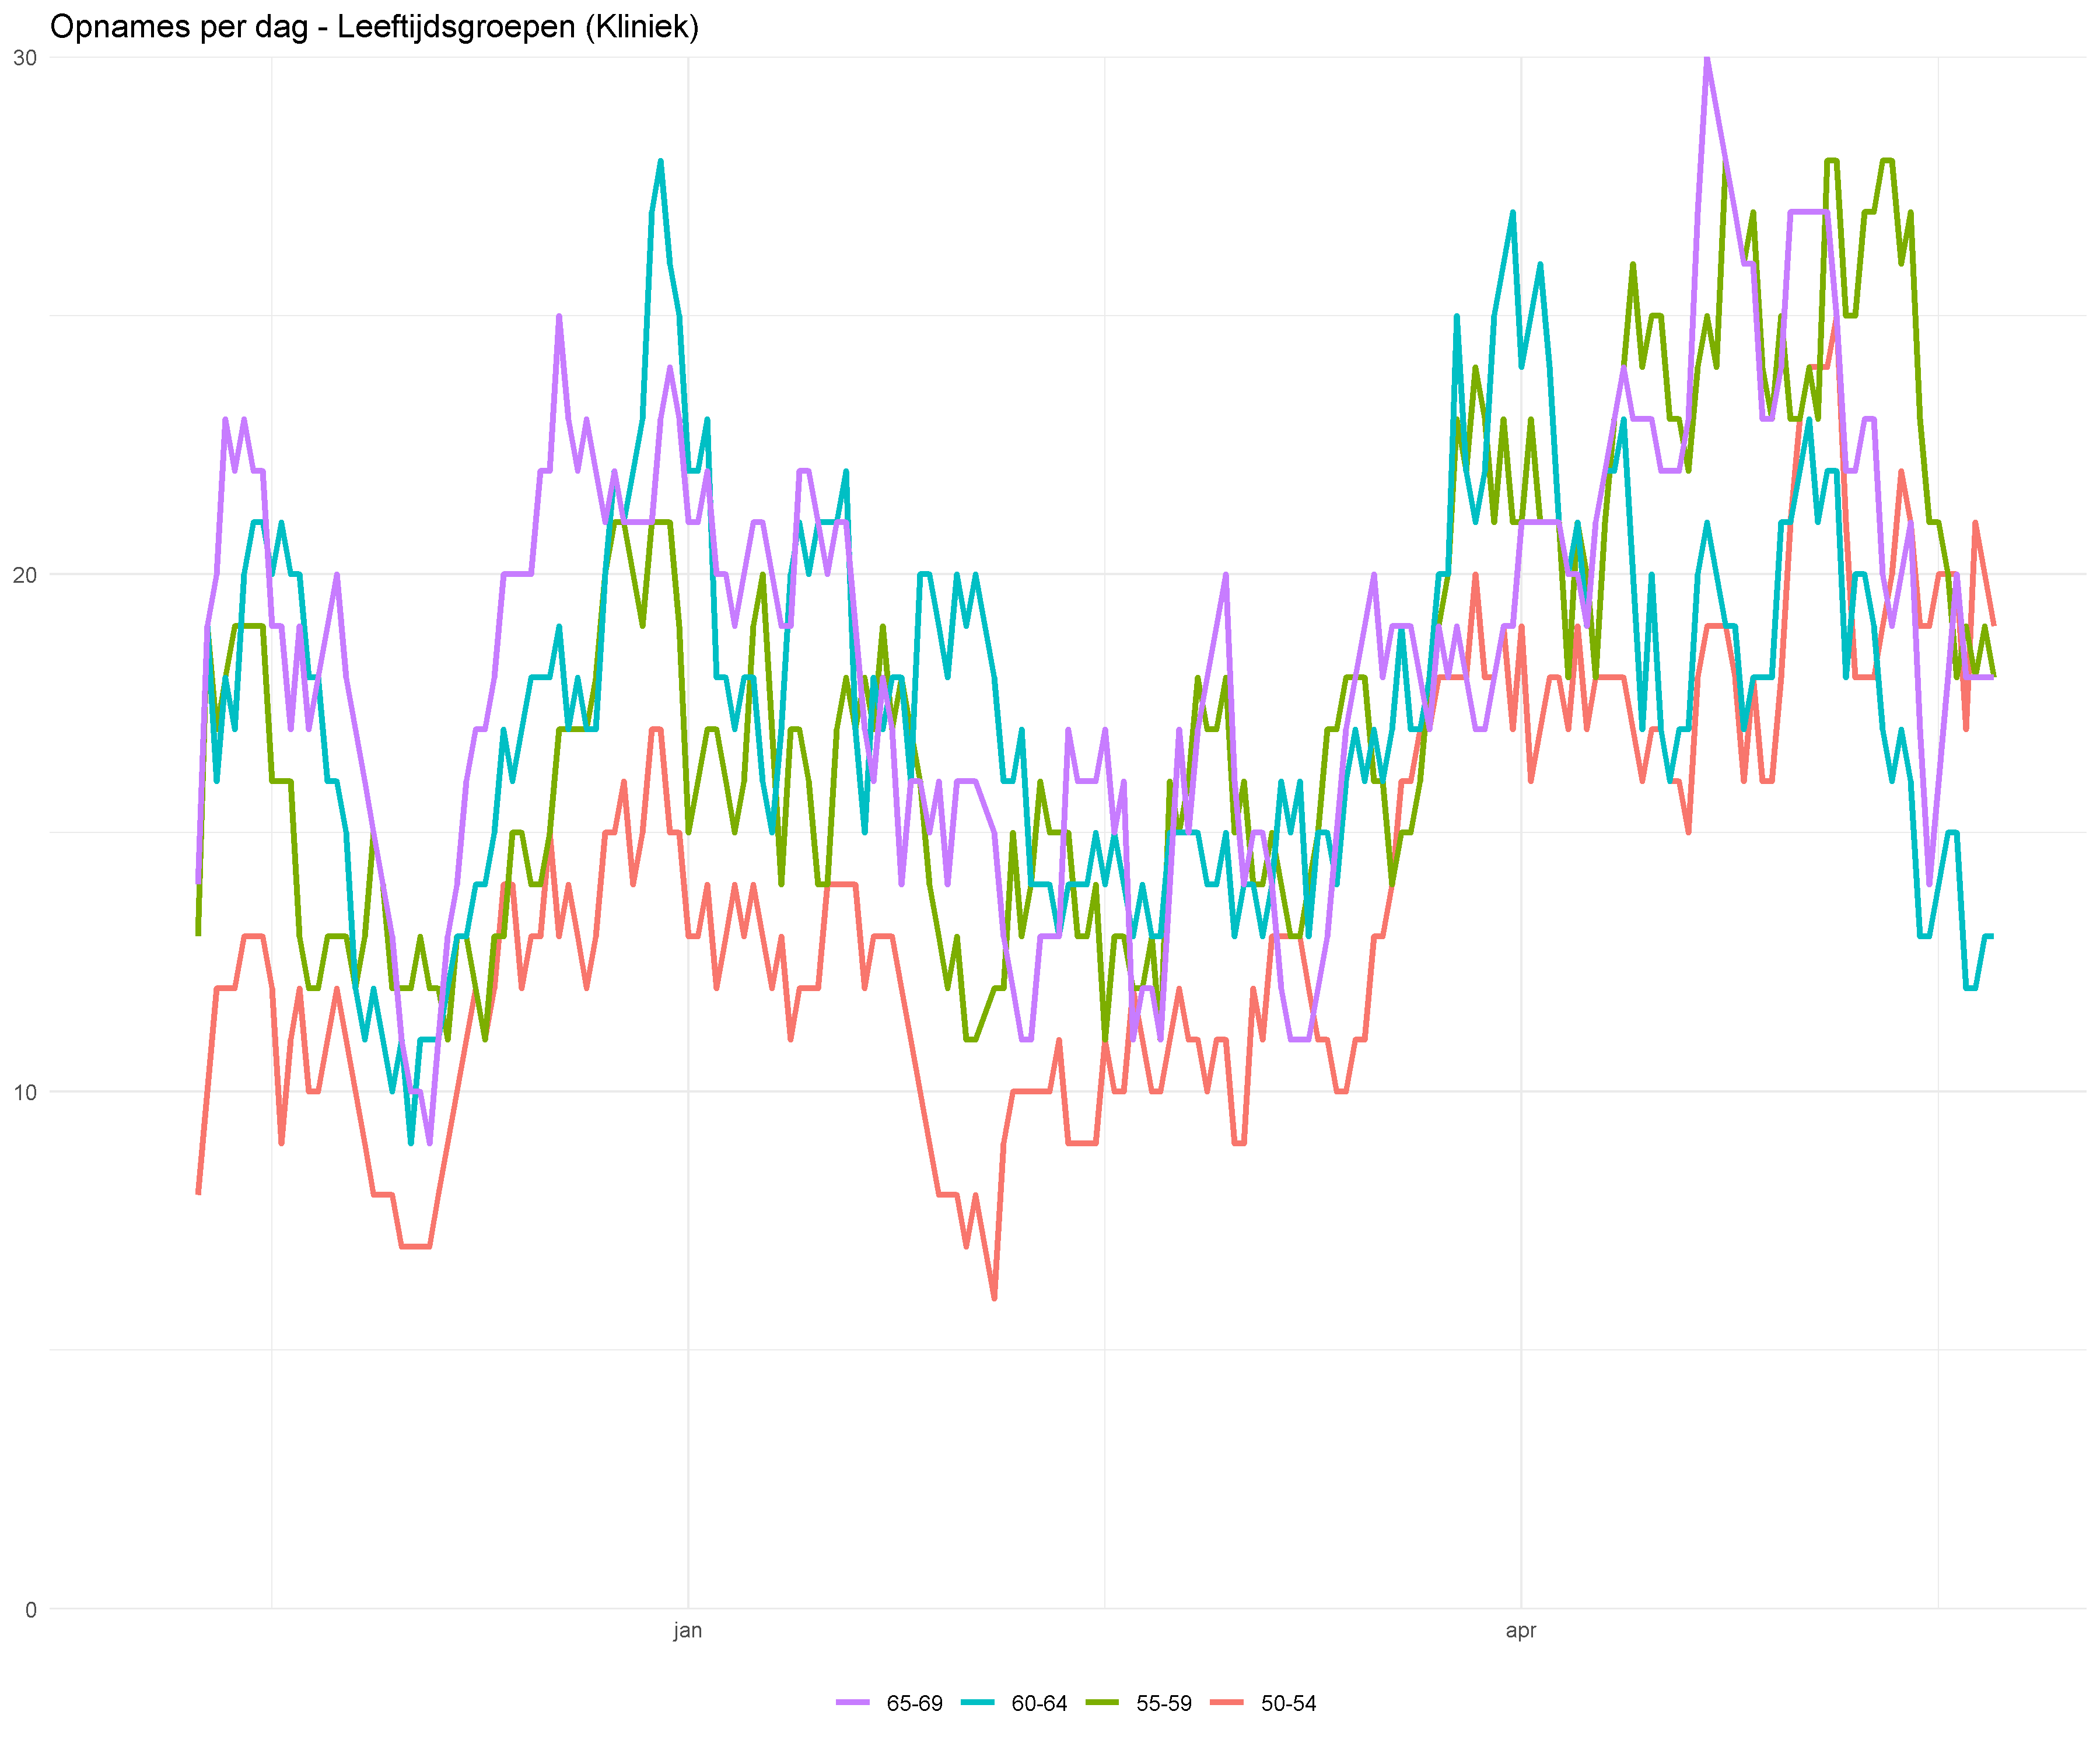 Opnames per dag - Leeftijdsgroepen (Kliniek)
30
20
10
0
jan apr
65-69 60-64 55-59 50-54